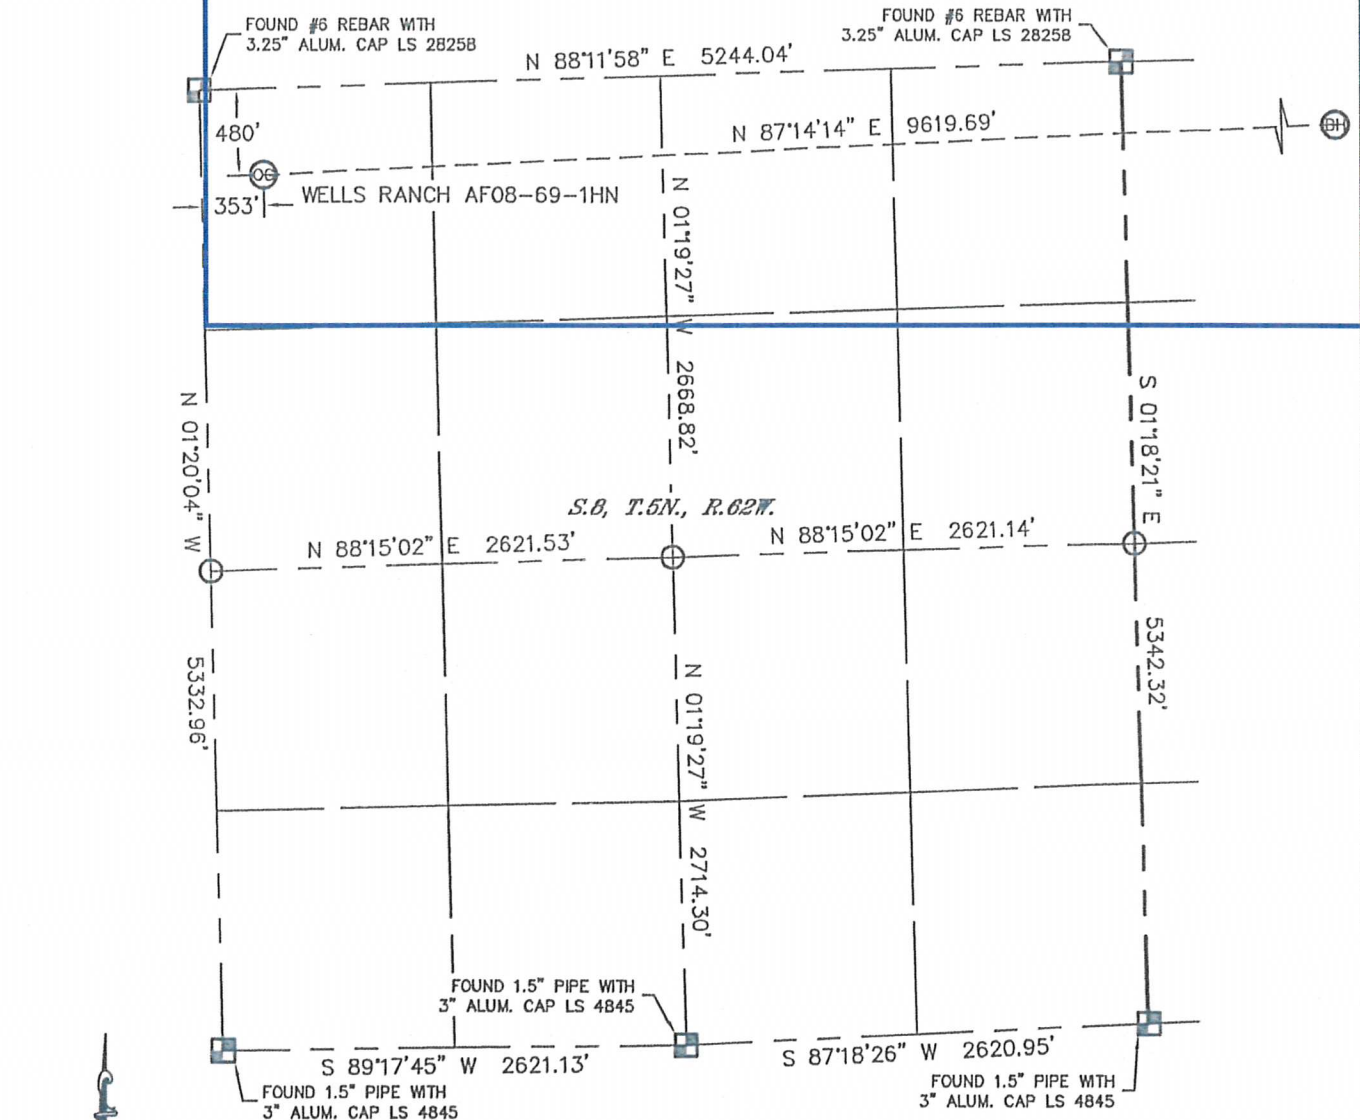 FOUND #6 REBAR WITH
3.25" ALUM. CAP LS 28258
FOUND #6 REBAR WITH
3.25" ALUM. CAP LS 28258
N 88°11'58" E 5244.04'
480'
N 87°14'14" E 9619.69'
BH
353'
WELLS RANCH AF08-69-1HN
N 01°19'27" W 2668.82'
N 01°20'04" W 5332.96'
S 01°18'21" E 5342.32'
S.8, T.5N., R.62W.
N 88°15'02" E 2621.53'
N 88°15'02" E 2621.14'
N 01°19'27" W 2714.30'
FOUND 1.5" PIPE WITH
3" ALUM. CAP LS 4845
S 89°17'45" W 2621.13'
S 87°18'26" W 2620.95'
FOUND 1.5" PIPE WITH
3" ALUM. CAP LS 4845
FOUND 1.5" PIPE WITH
3" ALUM. CAP LS 4845